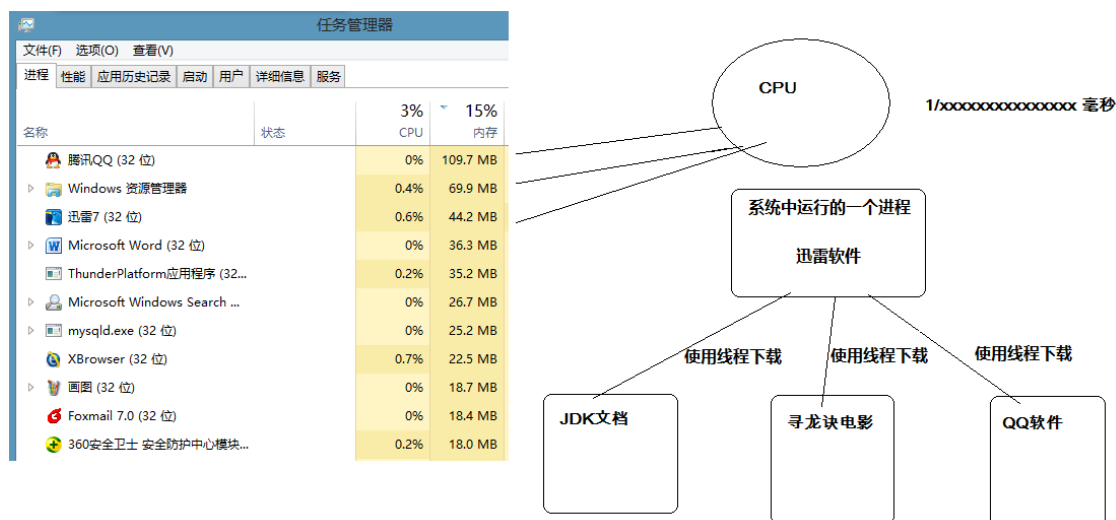 任务管理器
文件(F) 选项(O) 查看(V)
进程 性能 应用历史记录 启动 用户 详细信息 服务
3% 15%
名称 状态 CPU 内存
腾讯QQ (32 位) 0% 109.7 MB
Windows 资源管理器 0.4% 69.9 MB
迅雷7 (32 位) 0.6% 44.2 MB
Microsoft Word (32 位) 0% 36.3 MB
ThunderPlatform应用程序 (32... 0.2% 35.2 MB
Microsoft Windows Search ... 0% 26.7 MB
mysqld.exe (32 位) 0% 25.2 MB
XBrowser (32 位) 0.7% 22.5 MB
画图 (32 位) 0% 18.7 MB
Foxmail 7.0 (32 位) 0% 18.4 MB
360安全卫士 安全防护中心模块... 0.2% 18.0 MB
CPU
1/xxxxxxxxxxxxxxx 毫秒
系统中运行的一个进程
迅雷软件
使用线程下载 使用线程下载 使用线程下载
JDK文档 寻龙诀电影 QQ软件